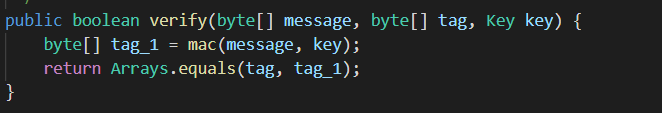 public boolean verify(byte[] message, byte[] tag, Key key) {
    byte[] tag_1 = mac(message, key);
    return Arrays.equals(tag, tag_1);
}